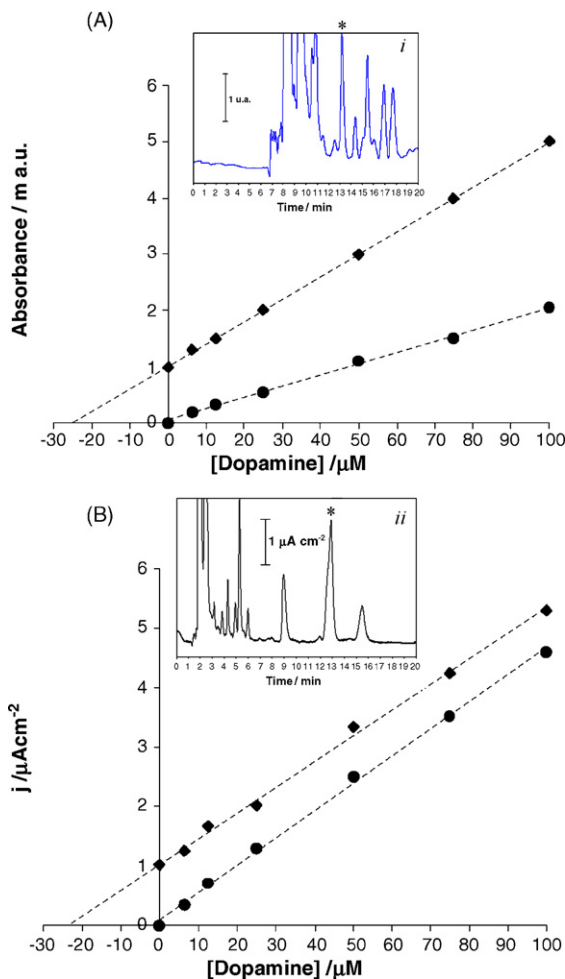 (A)
*
i
1 u.a.
0 1 2 3 4 5 6 7 8 9 10 11 12 13 14 15 16 17 18 19 20
Time / min
6
5
4
3
2
1
0
Absorbance / m a.u.
-30 -20 -10 0 10 20 30 40 50 60 70 80 90 100
[Dopamine] /μM
(B)
*
ii
1 μA cm-2
0 1 2 3 4 5 6 7 8 9 10 11 12 13 14 15 16 17 18 19 20
Time / min
6
5
4
3
2
1
0
j /μAcm-2
-30 -20 -10 0 10 20 30 40 50 60 70 80 90 100
[Dopamine] /μM